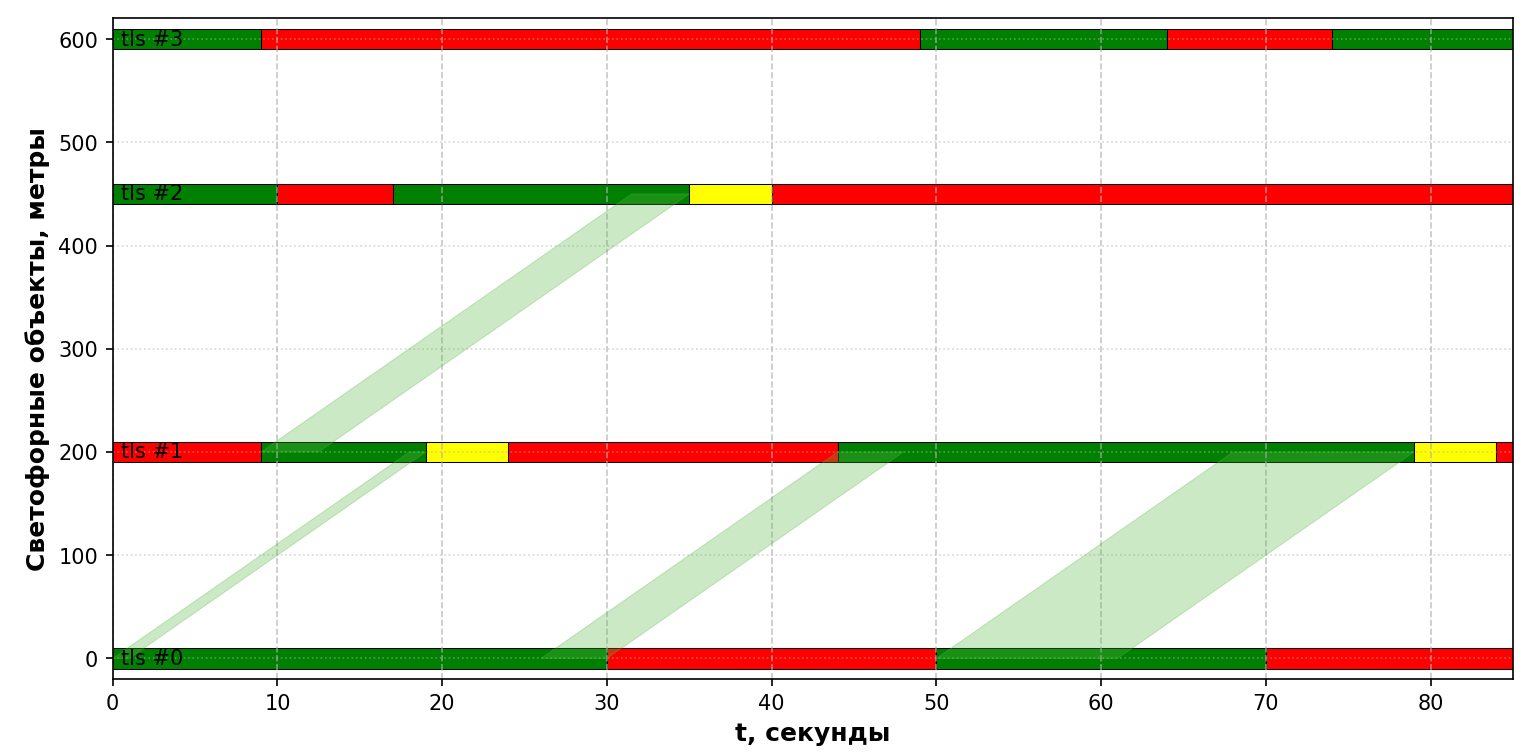 600
tls #3
500
tls #2
400
300
tls #1
200
100
tls #0
0
0 10 20 30 40 50 60 70 80
t, секунды
Светофорные объекты, метры